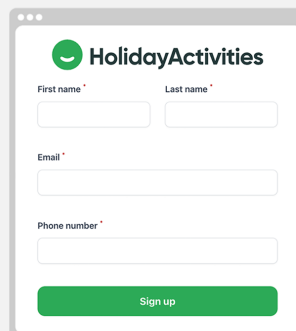 HolidayActivities
First name *
Last name *
Email *
Phone number *
Sign up